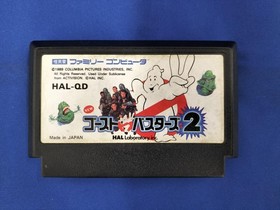 ファミリー コンピュータ
©1989 COLUMBIA PICTURES INDUSTRIES, INC.
All Rights Reserved. Used Under Sublicense
from ACTIVISION. ©HAL INC.
HAL-QD
NEW
ゴーストバスターズ2
HAL Laboratory, Inc.
Made in JAPAN